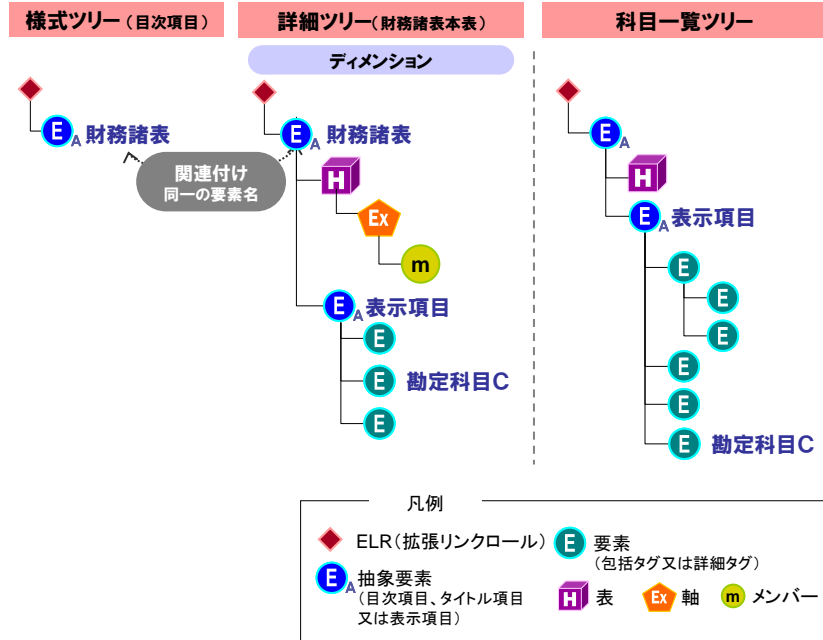 様式ツリー(目次項目)
詳細ツリー(財務諸表本表)
科目一覧ツリー
ディメンション
E A 財務諸表
E A 財務諸表
E A
関連付け
同一の要素名
H
H
Ex
E A 表示項目
m
E
E
E A 表示項目
E
E
E
E 勘定科目C
E
E
E 勘定科目C
凡例
ELR(拡張リンクロール)
E 要素
(包括タグ又は詳細タグ)
E A 抽象要素
(目次項目、タイトル項目
又は表示項目)
H 表
Ex 軸
m メンバー